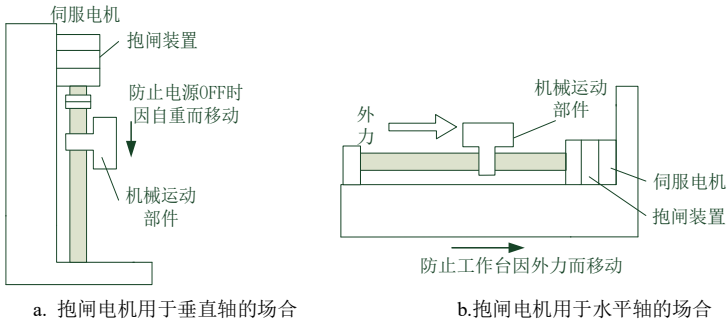 伺服电机
抱闸装置
防止电源OFF时
因自重而移动
机械运动
部件
a. 抱闸电机用于垂直轴的场合
机械运动
部件
外
力
伺服电机
抱闸装置
防止工作台因外力而移动
b.抱闸电机用于水平轴的场合